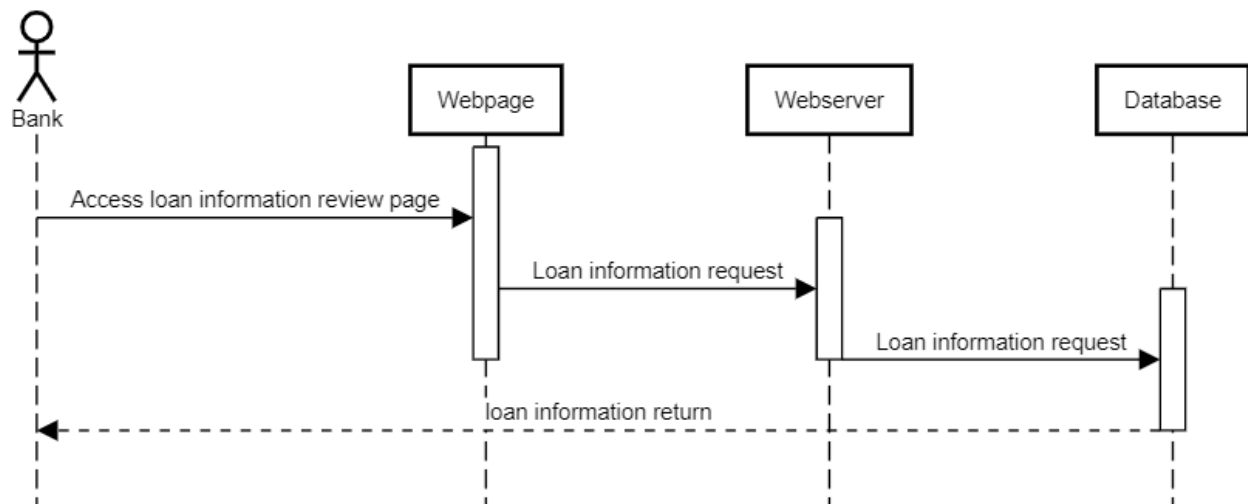 Bank
Webpage
Webserver
Database
Access loan information review page
Loan information request
Loan information request
loan information return